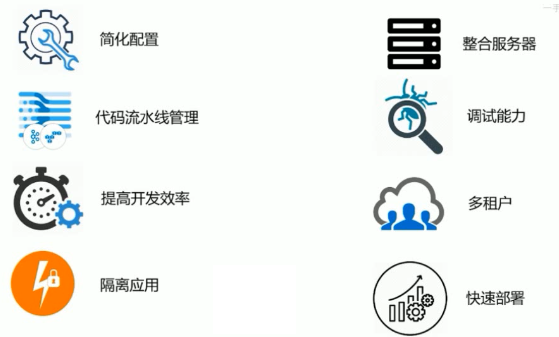 简化配置
整合服务器
代码流水线管理
调试能力
提高开发效率
多租户
隔离应用
快速部署